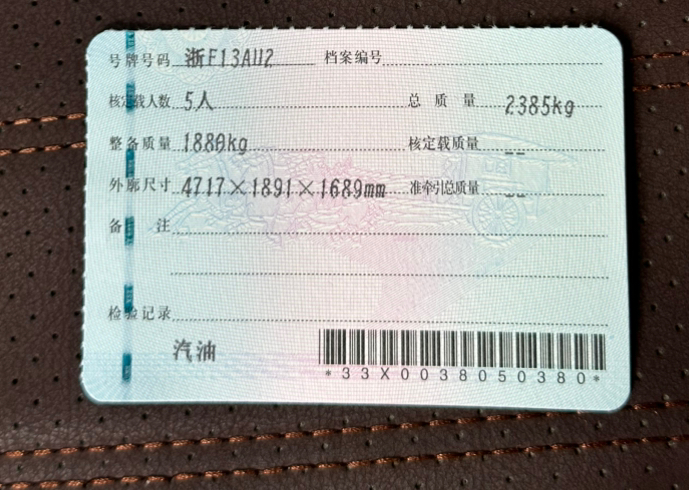 号牌号码 浙F13AU2 档案编号
核定载人数 5人 总质量 2385kg
整备质量 1880kg 核定载质量 --
外廓尺寸 4717×1891×1689mm 准牵引总质量 --
备注
检验记录
汽油
*33X0038050380*